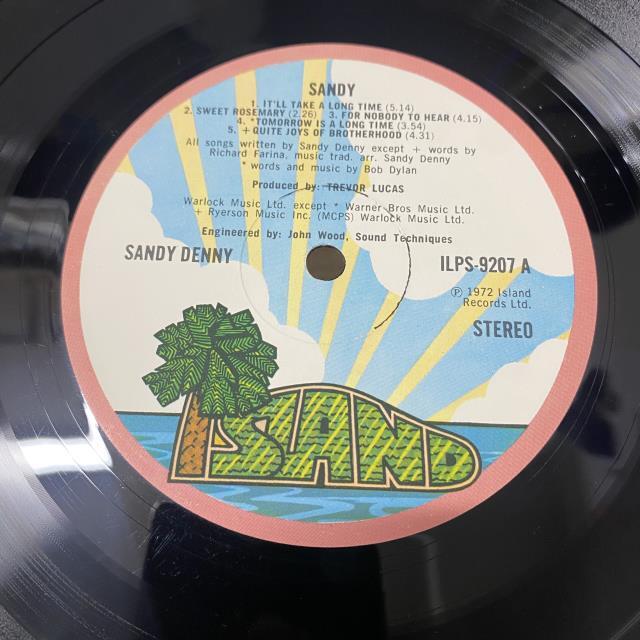 SANDY
1. IT'LL TAKE A LONG TIME (5.14)
2. SWEET ROSEMARY (2.26) 3. FOR NOBODY TO HEAR (4.15)
4. *TOMORROW IS A LONG TIME (3.54)
5. + QUITE JOYS OF BROTHERHOOD (4.31)
All songs written by Sandy Denny except + words by
Richard Farina. music trad. arr. Sandy Denny
* words and music by Bob Dylan
Produced by: TREVOR LUCAS
Warlock Music Ltd. except * Warner Bros Music Ltd.
+ Ryerson Music Inc. (MCPS) Warlock Music Ltd.
Engineered by: John Wood, Sound Techniques
SANDY DENNY
ILPS-9207 A
℗ 1972 Island
Records Ltd.
STEREO
ISLAND